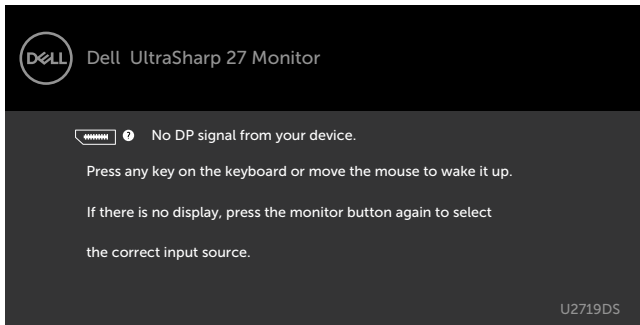 DELL
Dell UltraSharp 27 Monitor
? No DP signal from your device.
Press any key on the keyboard or move the mouse to wake it up.
If there is no display, press the monitor button again to select
the correct input source.
U2719DS